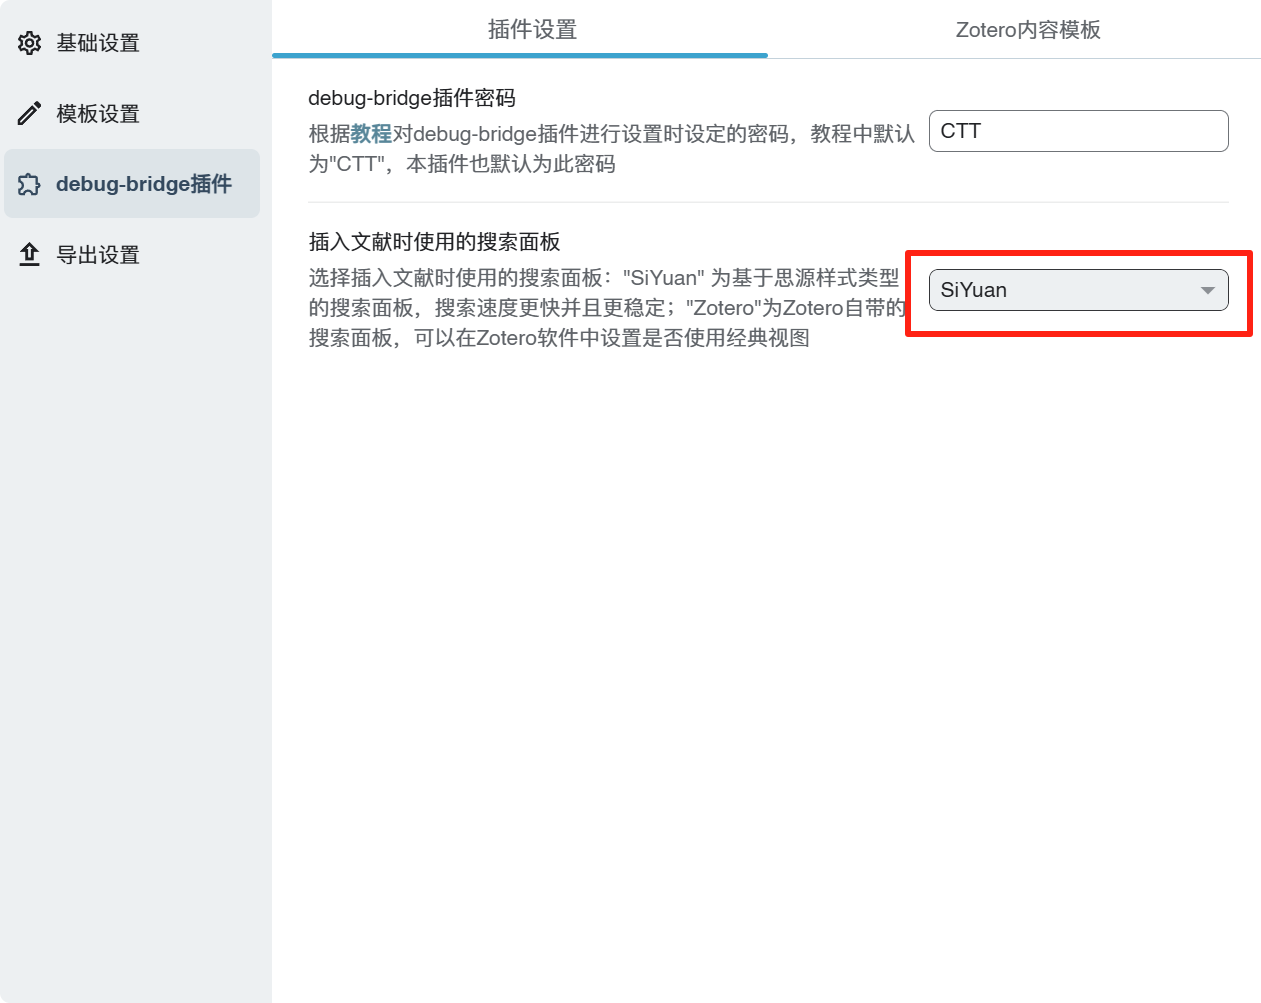 基础设置
模板设置
debug-bridge插件
导出设置
插件设置
Zotero内容模板
debug-bridge插件密码
根据教程对debug-bridge插件进行设置时设定的密码，教程中默认
为"CTT"，本插件也默认为此密码
CTT
插入文献时使用的搜索面板
选择插入文献时使用的搜索面板："SiYuan" 为基于思源样式类型
的搜索面板，搜索速度更快并且更稳定；"Zotero"为Zotero自带的
搜索面板，可以在Zotero软件中设置是否使用经典视图
SiYuan